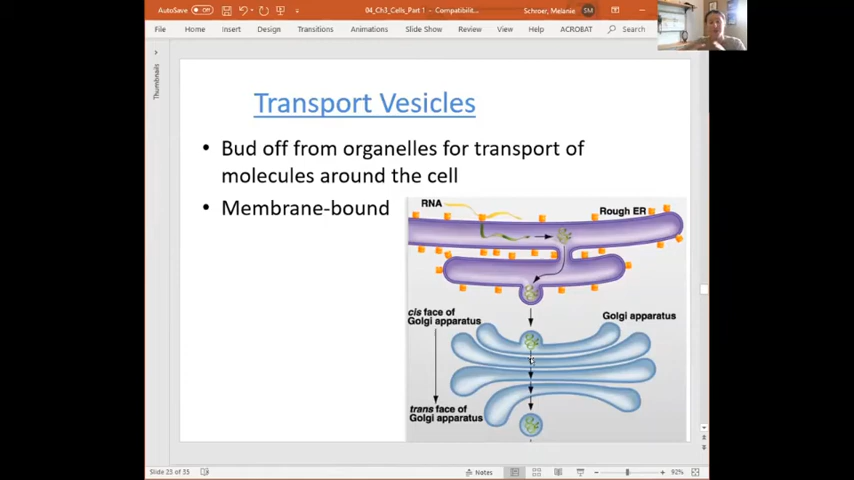 AutoSave Off 04_Ch3_Cells_Part 1 - Compatibilit... Schroer, Melanie SM
File Home Insert Design Transitions Animations Slide Show Review View Help ACROBAT Search
Thumbnails
Transport Vesicles
• Bud off from organelles for transport of
molecules around the cell
• Membrane-bound
RNA
Rough ER
cis face of
Golgi apparatus
Golgi apparatus
trans face of
Golgi apparatus
Slide 25 of 35 Notes 92%